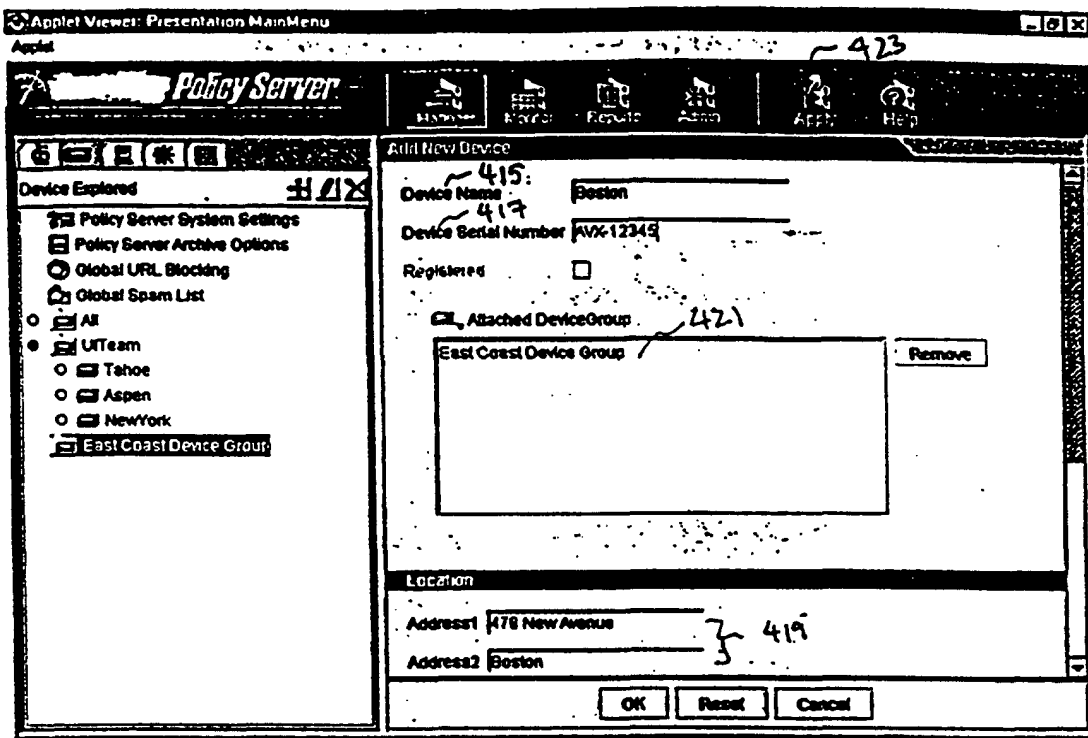 Applet Viewer: Presentation MainMenu
Applet
423
Policy Server
Manager Monitor Reports Admin Apply Help
Add New Device
Device Explored
415
Device Name Boston
417
Device Serial Number AVX-12345
Policy Server System Settings
Policy Server Archive Options
Global URL Blocking
Global Spam List
All
UITeam
Tahoe
Aspen
NewYork
East Coast Device Group
Registered
Attached DeviceGroup 421
East Coast Device Group
Remove
Location
Address1 478 New Avenue
419
Address2 Boston
OK Reset Cancel